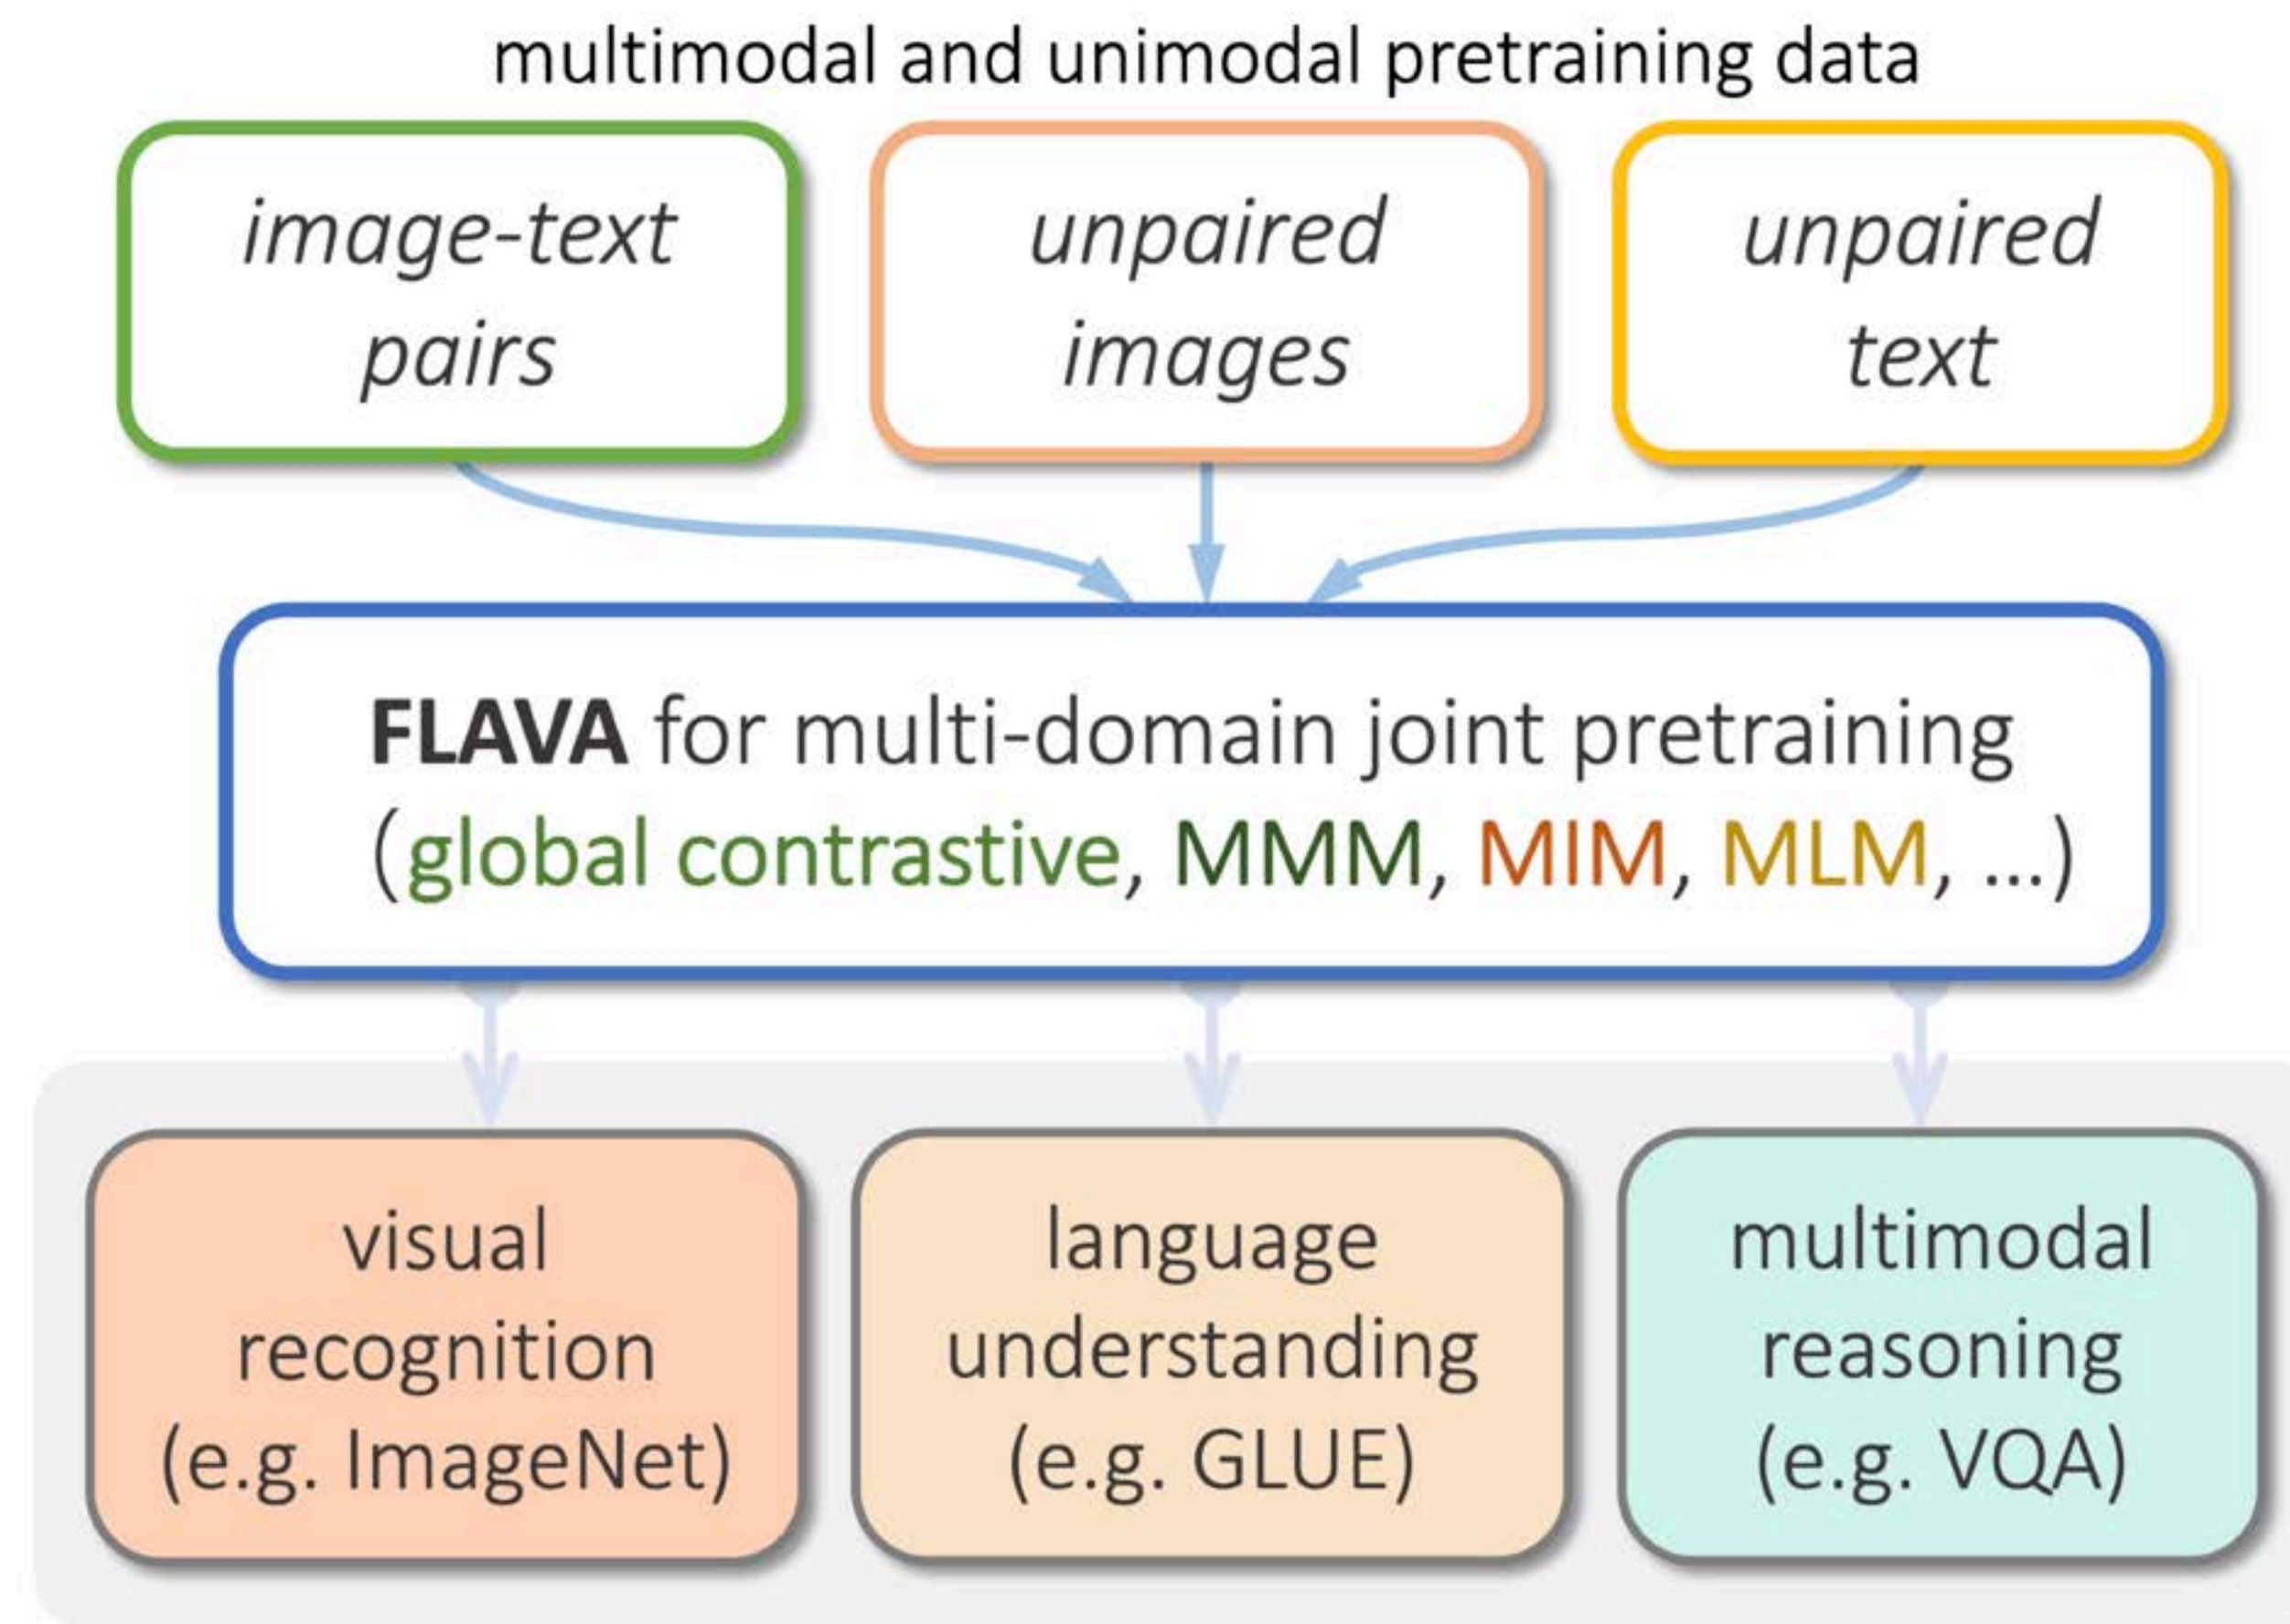 multimodal and unimodal pretraining data
image-text
pairs
unpaired
images
unpaired
text
FLAVA for multi-domain joint pretraining
(global contrastive, MMM, MIM, MLM, ...)
visual
recognition
(e.g. ImageNet)
language
understanding
(e.g. GLUE)
multimodal
reasoning
(e.g. VQA)